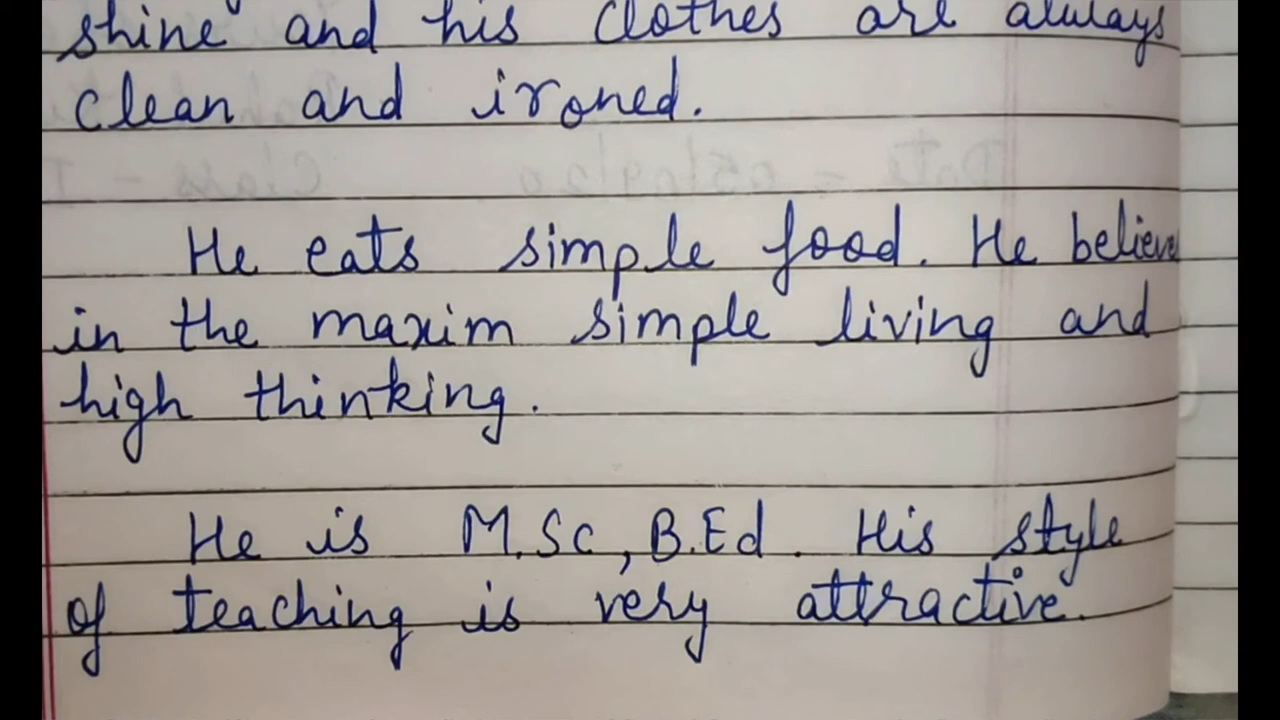 shine and his clothes are always
clean and ironed.
He eats simple food. He believe
in the maxim simple living and
high thinking.
He is M.Sc, B.Ed. His style
of teaching is very attractive.